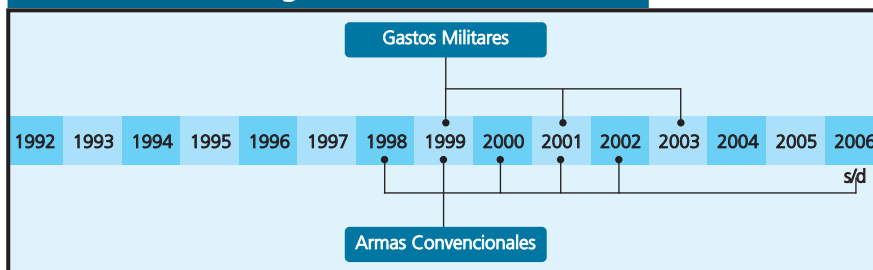 Gastos Militares
1992 1993 1994 1995 1996 1997 1998 1999 2000 2001 2002 2003 2004 2005 2006
s/d
Armas Convencionales